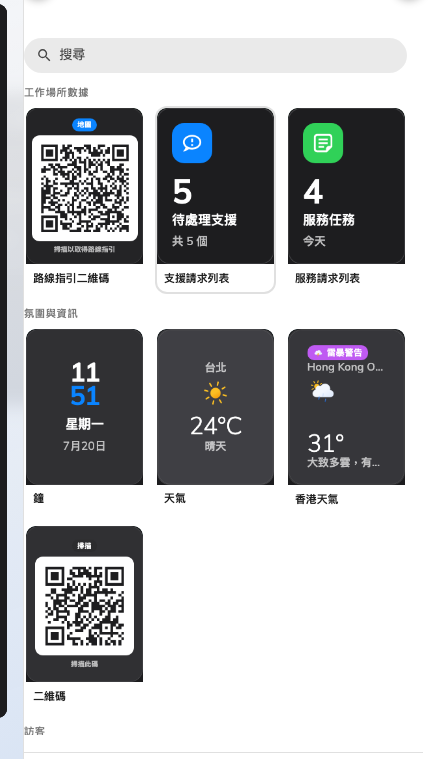 搜尋
工作場所數據
地圖
掃描以取得路線指引
路線指引二維碼
5
待處理支援
共 5 個
支援請求列表
4
服務任務
今天
服務請求列表
氛圍與資訊
11
51
星期一
7月20日
鐘
台北
24°C
晴天
天氣
雷暴警告
Hong Kong O...
31°
大致多雲，有...
香港天氣
掃描
掃描此碼
二維碼
訪客